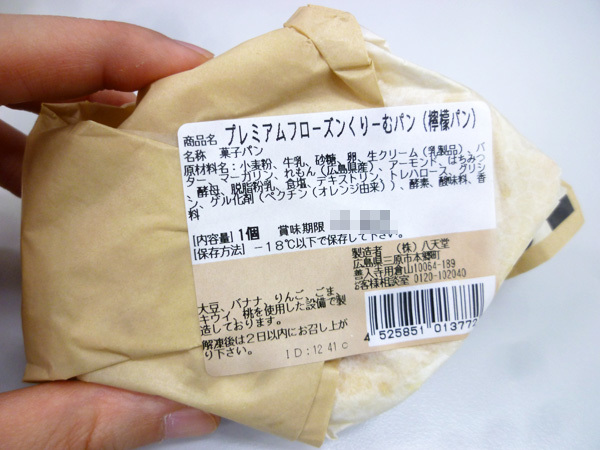 商品名 プレミアムフローズンくりーむパン(檸檬パン)
名称 菓子パン
原材料名:小麦粉、牛乳、砂糖、卵、生クリーム(乳製品)、バ
ター、マーガリン、れもん(広島県産)、アーモンド、はちみつ
、酵母、脱脂粉乳、食塩、デキストリン、トレハロース、グリシ
ン、ゲル化剤(ペクチン(オレンジ由来))、酵素、酸味料、香
料
[内容量] 1個 賞味期限
[保存方法] -18℃以下で保存して下さい。
製造者 (株)八天堂
広島県三原市本郷町
善入寺用倉山10064-189
お客様相談室 0120-102040
大豆、バナナ、りんご、ごま、
キウイ、桃を使用した設備で製
造しております。
解凍後は2日以内にお召し上が
り下さい。
ID:1241c
4 525851 013772